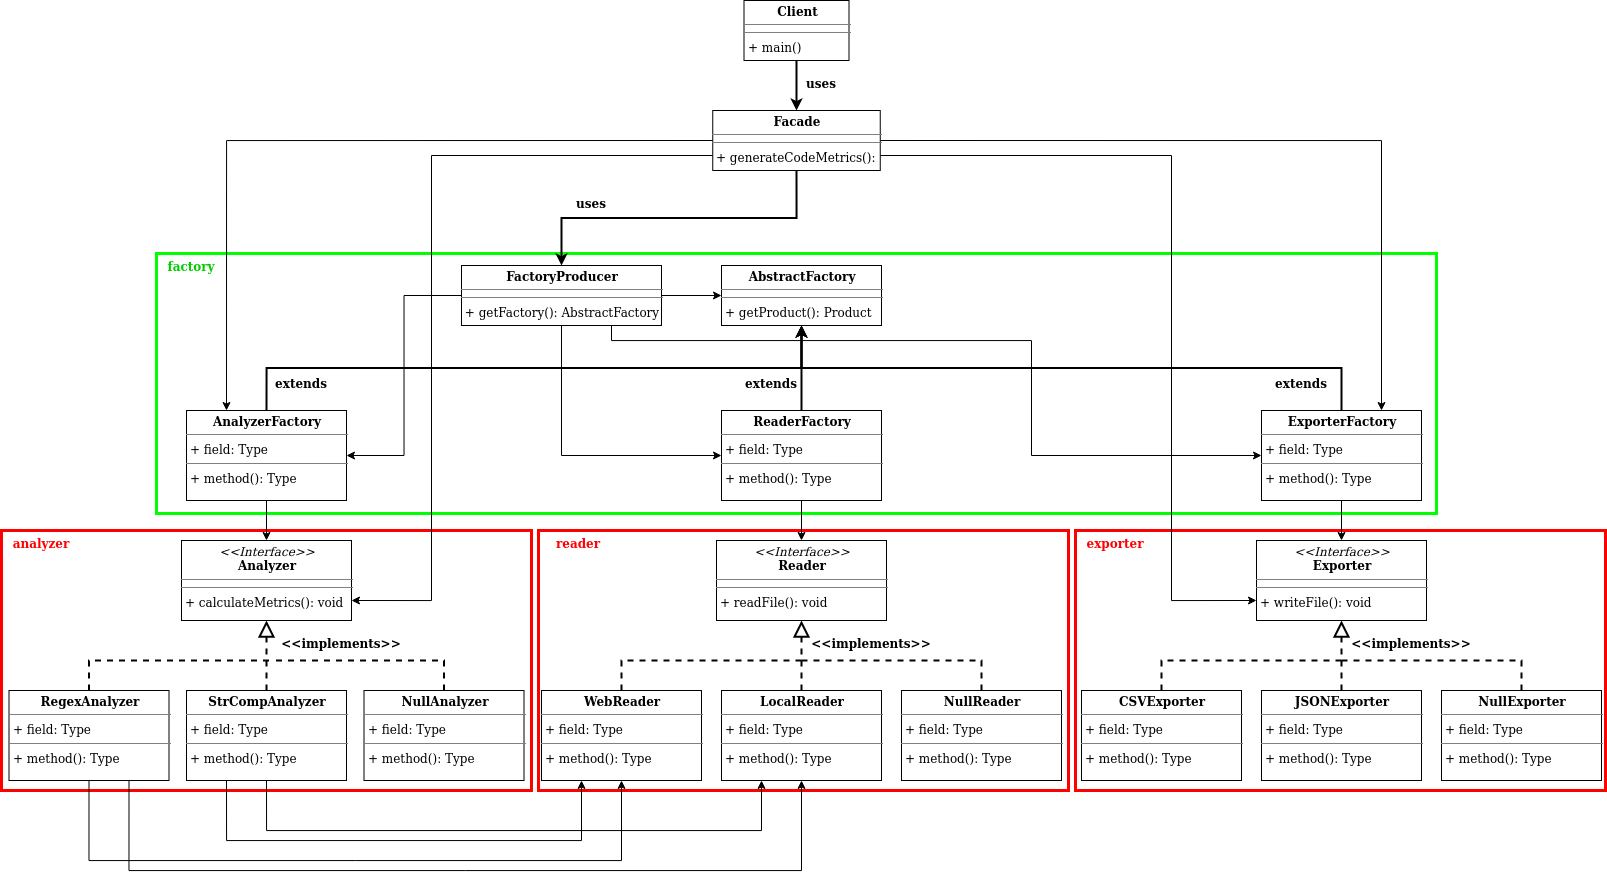 Client
+ main()
uses
Facade
+ generateCodeMetrics():
uses
factory
FactoryProducer
+ getFactory(): AbstractFactory
AbstractFactory
+ getProduct(): Product
extends
extends
extends
AnalyzerFactory
+ field: Type
+ method(): Type
ReaderFactory
+ field: Type
+ method(): Type
ExporterFactory
+ field: Type
+ method(): Type
analyzer
<<Interface>>
Analyzer
+ calculateMetrics(): void
<<implements>>
RegexAnalyzer
+ field: Type
+ method(): Type
StrCompAnalyzer
+ field: Type
+ method(): Type
NullAnalyzer
+ field: Type
+ method(): Type
reader
<<Interface>>
Reader
+ readFile(): void
<<implements>>
WebReader
+ field: Type
+ method(): Type
LocalReader
+ field: Type
+ method(): Type
NullReader
+ field: Type
+ method(): Type
exporter
<<Interface>>
Exporter
+ writeFile(): void
<<implements>>
CSVExporter
+ field: Type
+ method(): Type
JSONExporter
+ field: Type
+ method(): Type
NullExporter
+ field: Type
+ method(): Type